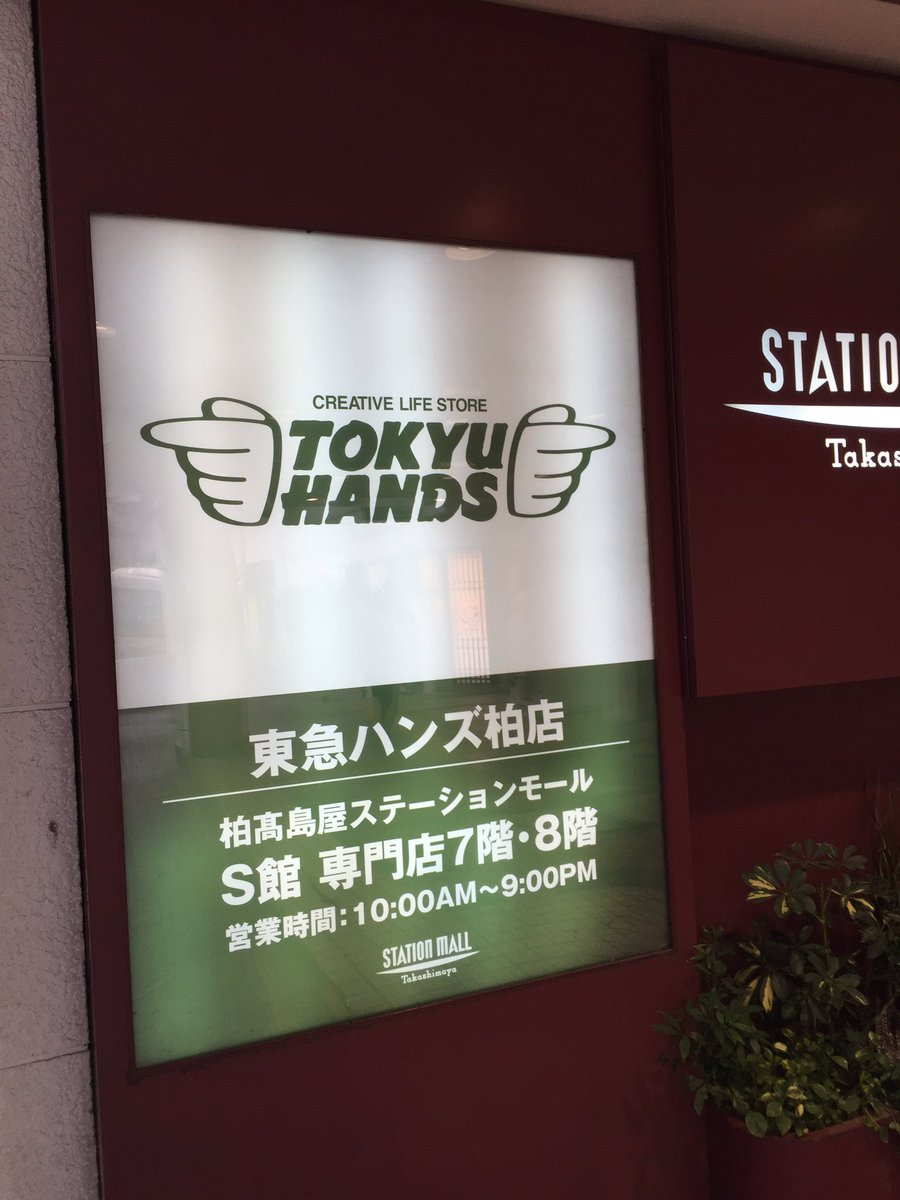 CREATIVE LIFE STORE
TOKYU
HANDS
東急ハンズ柏店
柏髙島屋ステーションモール
S館 専門店7階・8階
営業時間:10:00AM〜9:00PM
STATION MALL
Takashimaya
STATIO
Takas